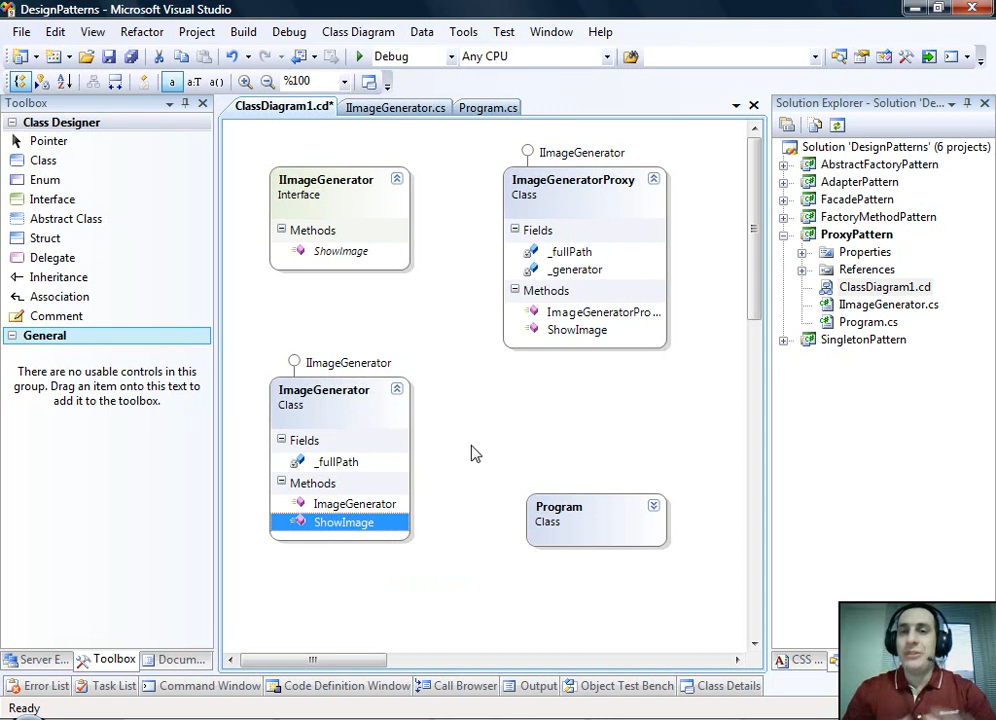 DesignPatterns - Microsoft Visual Studio
File Edit View Refactor Project Build Debug Class Diagram Data Tools Test Window Help
Debug Any CPU
a a:T a() %100
Toolbox
Class Designer
Pointer
Class
Enum
Interface
Abstract Class
Struct
Delegate
Inheritance
Association
Comment
General
There are no usable controls in this
group. Drag an item onto this text to
add it to the toolbox.
Server E... Toolbox Docum...
ClassDiagram1.cd* IImageGenerator.cs Program.cs
IImageGenerator
Interface
Methods
ShowImage
IImageGenerator
ImageGeneratorProxy
Class
Fields
_fullPath
_generator
Methods
ImageGeneratorPro...
ShowImage
IImageGenerator
ImageGenerator
Class
Fields
_fullPath
Methods
ImageGenerator
ShowImage
Program
Class
Solution Explorer - Solution 'De...
Solution 'DesignPatterns' (6 projects)
AbstractFactoryPattern
AdapterPattern
FacadePattern
FactoryMethodPattern
ProxyPattern
Properties
References
ClassDiagram1.cd
IImageGenerator.cs
Program.cs
SingletonPattern
CSS ...
Error List Task List Command Window Code Definition Window Call Browser Output Object Test Bench Class Details
Ready